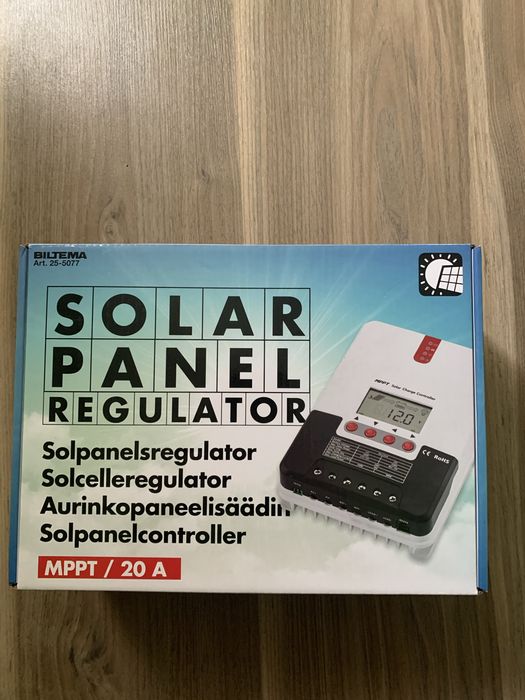 BILTEMA
Art. 25-5077
SOLAR
PANEL
REGULATOR
Solpanelsregulator
Solcelleregulator
Aurinkopaneelisäädin
Solpanelcontroller
MPPT / 20 A
MPPT Solar Charge Controller
12.0
CE RoHS